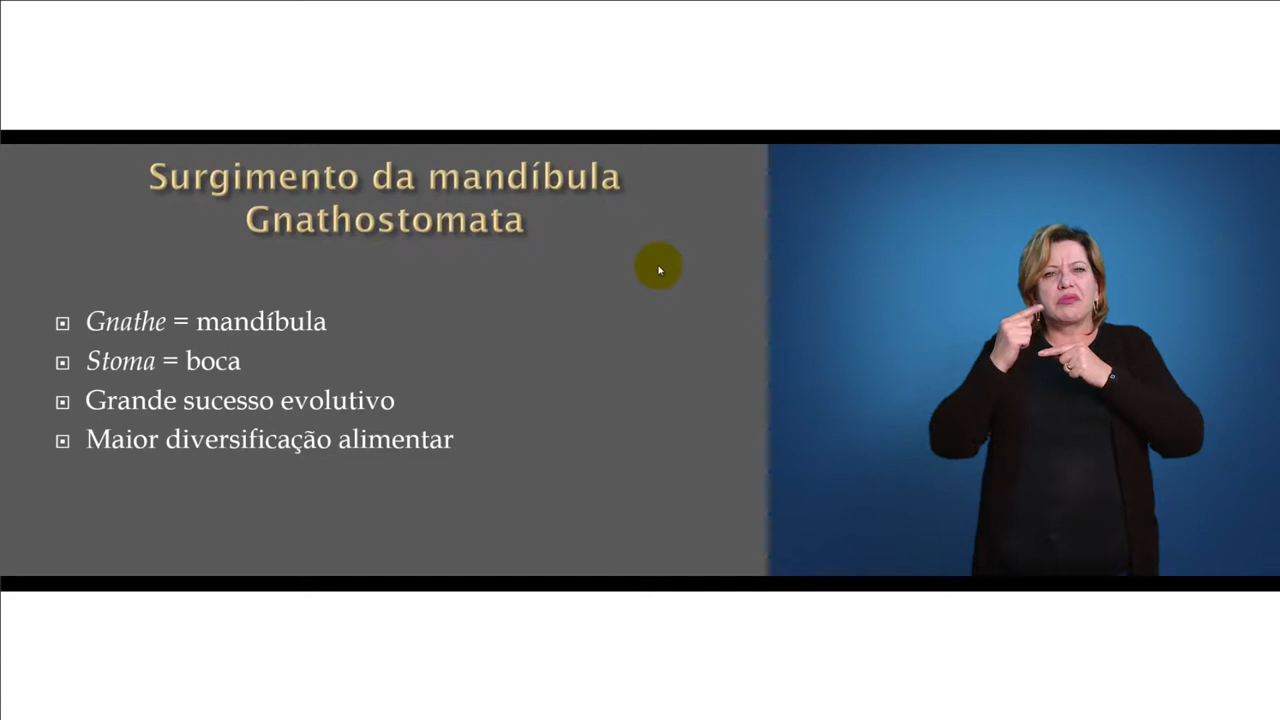 Surgimento da mandíbula
Gnathostomata
Gnathe = mandíbula
Stoma = boca
Grande sucesso evolutivo
Maior diversificação alimentar